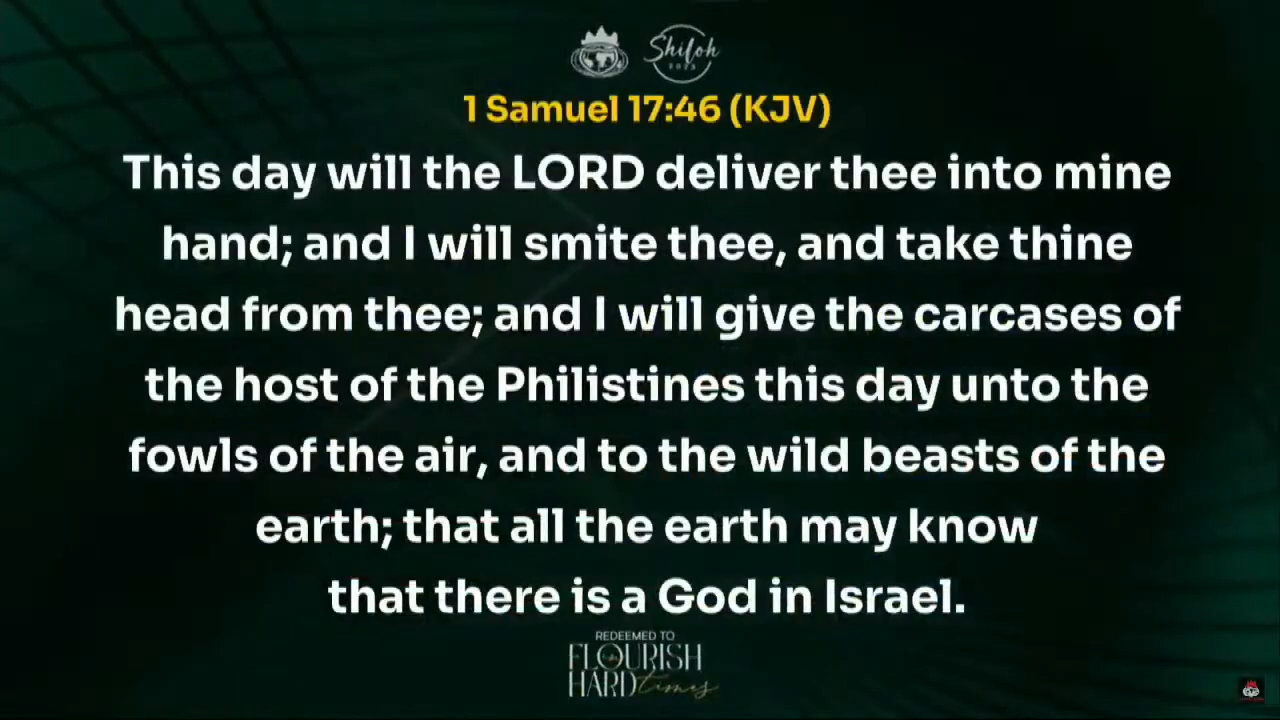 Shiloh
1 Samuel 17:46 (KJV)
This day will the LORD deliver thee into mine
hand; and I will smite thee, and take thine
head from thee; and I will give the carcases of
the host of the Philistines this day unto the
fowls of the air, and to the wild beasts of the
earth; that all the earth may know
that there is a God in Israel.
REDEEMED TO
FLOURISH
HARD times